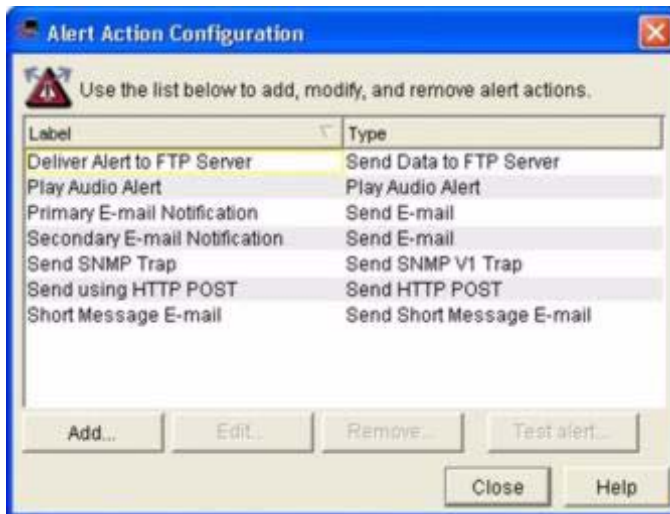 Alert Action Configuration
Use the list below to add, modify, and remove alert actions.
Label Type
Deliver Alert to FTP Server Send Data to FTP Server
Play Audio Alert Play Audio Alert
Primary E-mail Notification Send E-mail
Secondary E-mail Notification Send E-mail
Send SNMP Trap Send SNMP V1 Trap
Send using HTTP POST Send HTTP POST
Short Message E-mail Send Short Message E-mail
Add... Edit... Remove... Test alert...
Close Help